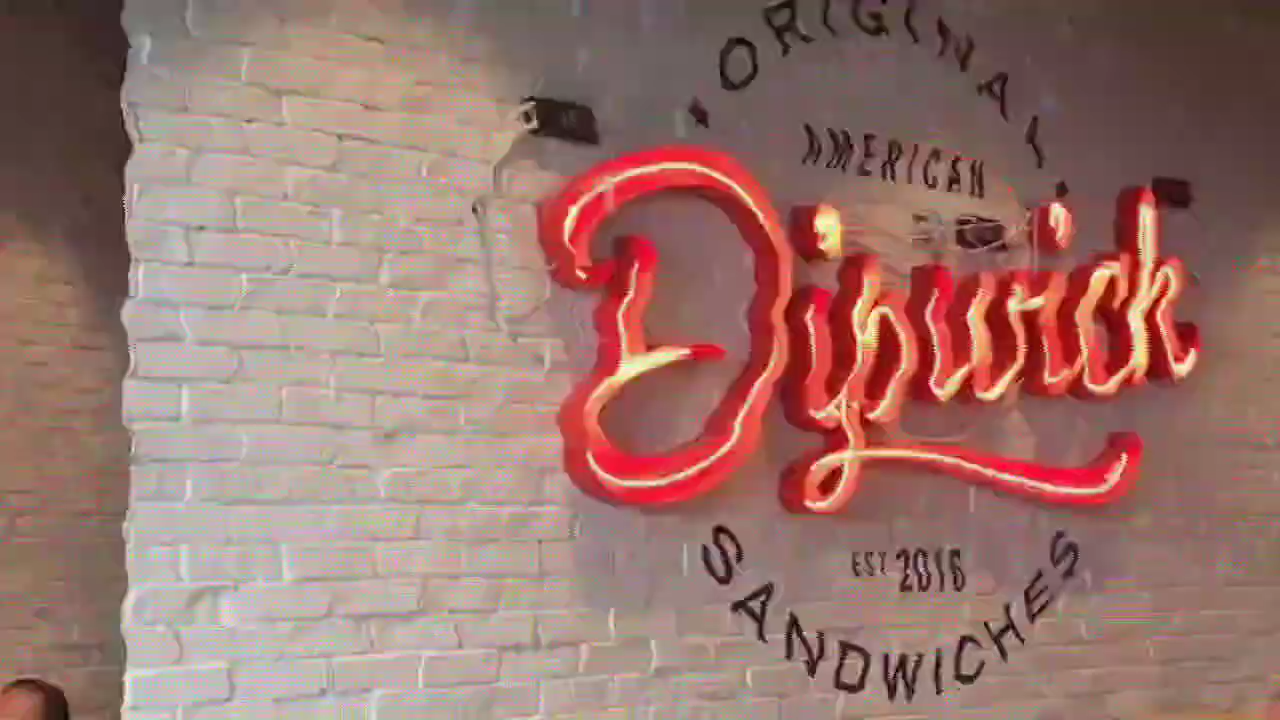 ORIGINAL
AMERICAN
Dipwich
EST 2016
SANDWICHES